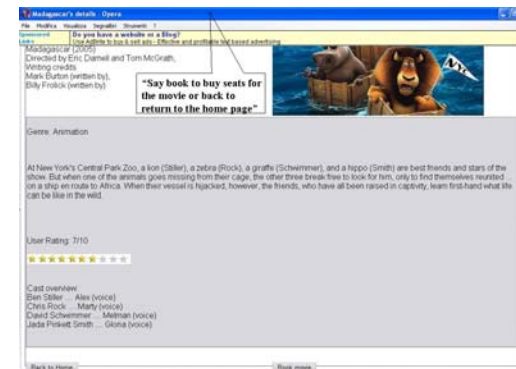 Madagascar's details - Opera
File Modifica Visualizza Segnalibri Strumenti ?
Sponsored Links
Do you have a website or a Blog?
Use AdBrite to buy & sell ads - Effective and profitable text based advertising
Madagascar (2005)
Directed by Eric Darnell and Tom McGrath,
Writing credits
Mark Burton (written by),
Billy Frolick (written by)
“Say book to buy seats for
the movie or back to
return to the home page”
NYC
Genre: Animation
At New York's Central Park Zoo, a lion (Stiller), a zebra (Rock), a giraffe (Schwimmer), and a hippo (Smith) are best friends and stars of the
show. But when one of the animals goes missing from their cage, the other three break free to look for him, only to find themselves reunited ...
on a ship en route to Africa. When their vessel is hijacked, however, the friends, who have all been raised in captivity, learn first-hand what life
can be like in the wild.
User Rating: 7/10
Cast overview:
Ben Stiller ... Alex (voice)
Chris Rock ... Marty (voice)
David Schwimmer ... Melman (voice)
Jada Pinkett Smith ... Gloria (voice)
Back to Home
Book movie